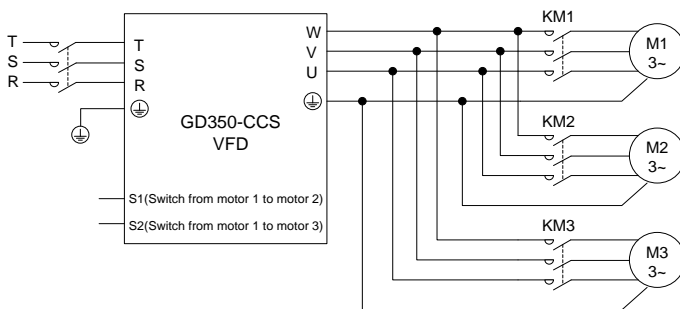 T
S
R
T
S
R
GD350-CCS
VFD
S1(Switch from motor 1 to motor 2)
S2(Switch from motor 1 to motor 3)
W
V
U
KM1
M1
3~
KM2
M2
3~
KM3
M3
3~